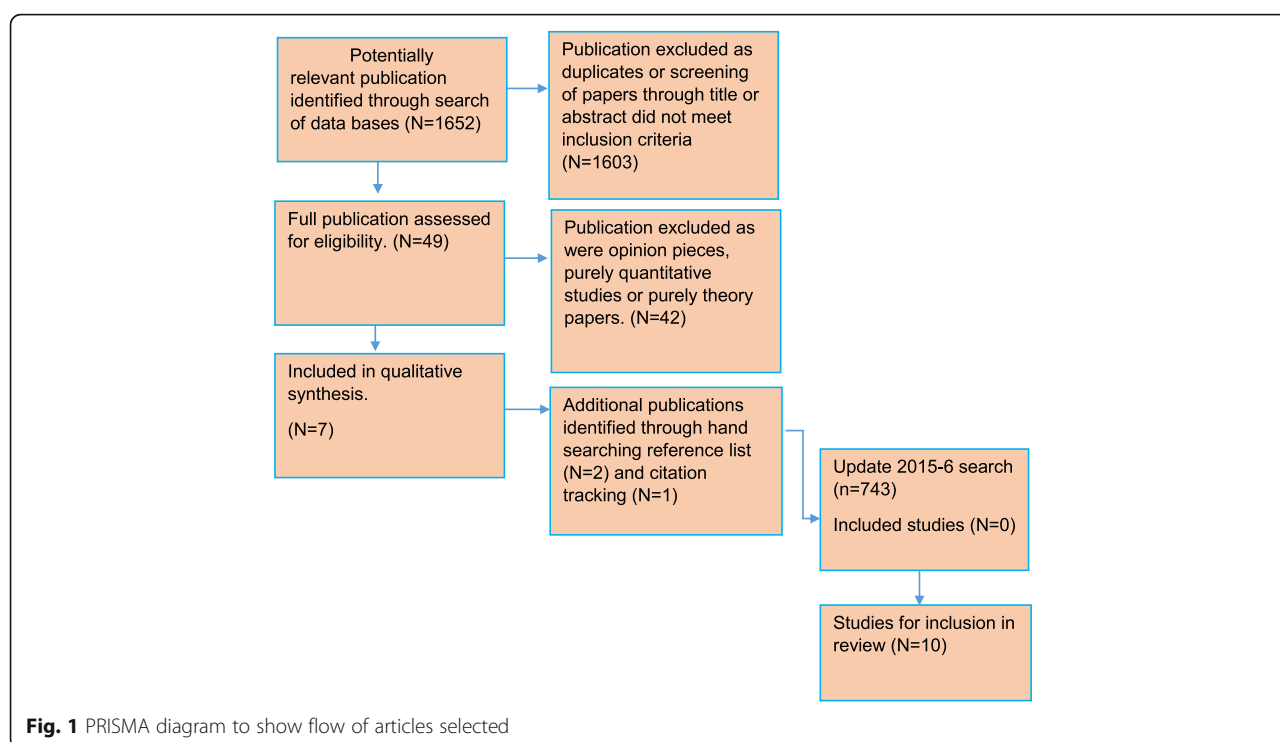 Potentially
relevant publication
identified through search
of data bases (N=1652)
Publication excluded as
duplicates or screening
of papers through title or
abstract did not meet
inclusion criteria
(N=1603)
Full publication assessed
for eligibility. (N=49)
Publication excluded as
were opinion pieces,
purely quantitative
studies or purely theory
papers. (N=42)
Included in qualitative
synthesis.
(N=7)
Additional publications
identified through hand
searching reference list
(N=2) and citation
tracking (N=1)
Update 2015-6 search
(n=743)
Included studies (N=0)
Studies for inclusion in
review (N=10)
Fig. 1 PRISMA diagram to show flow of articles selected